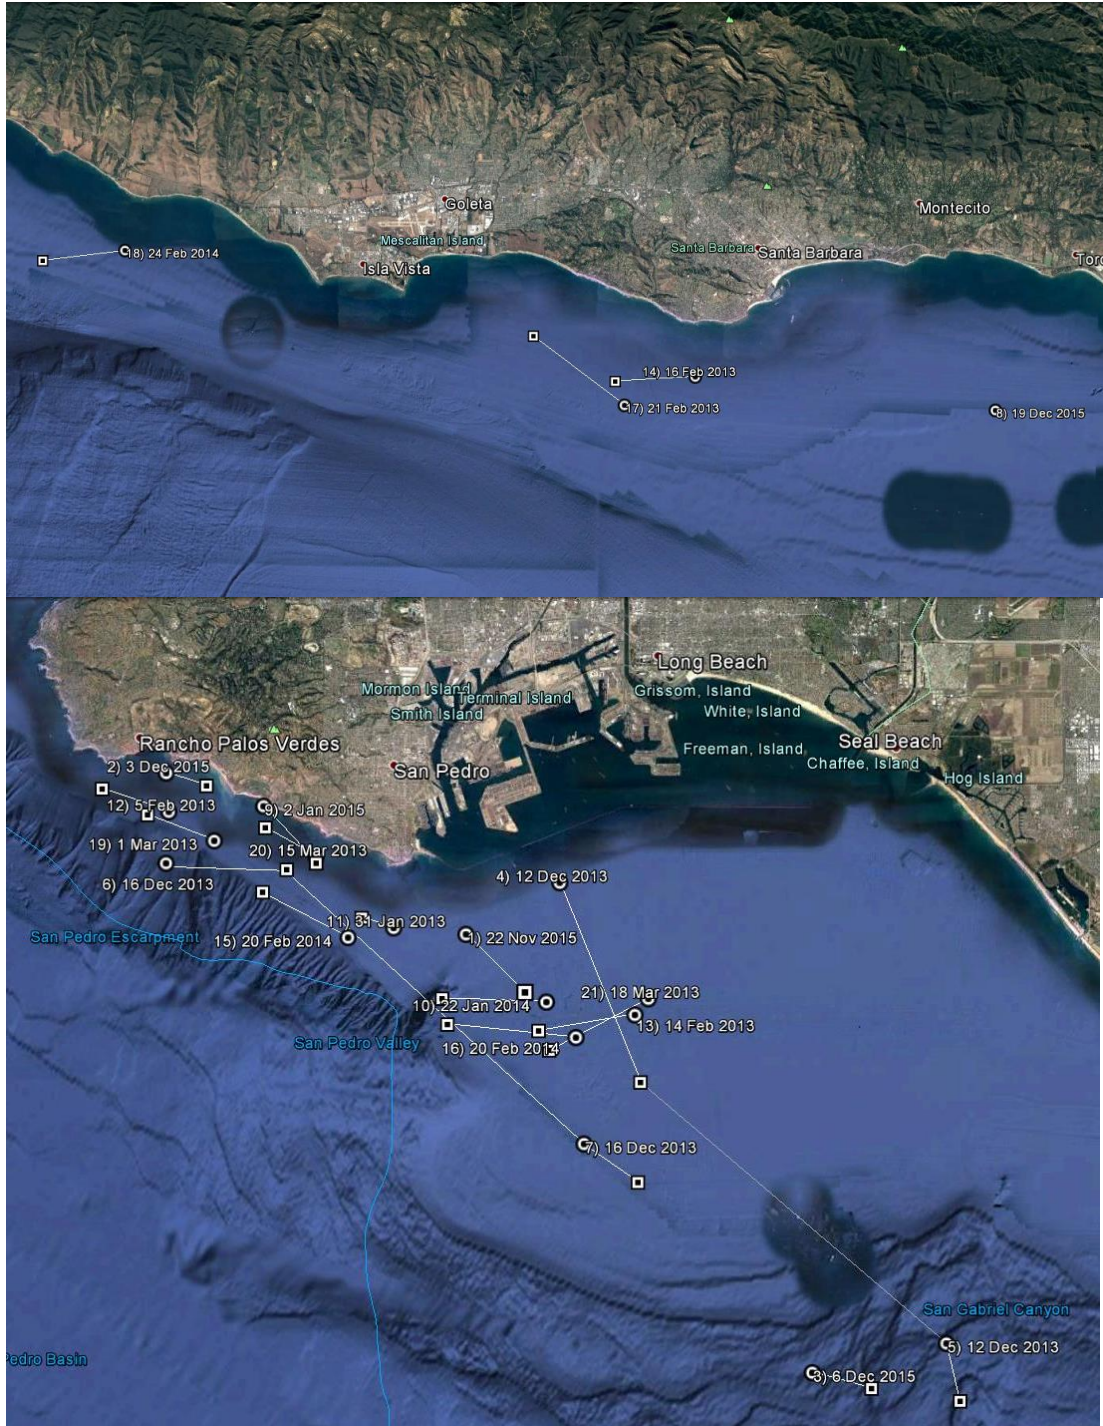 Goleta
Montecito
Mescalitan Island
Santa Barbara
Santa Barbara
18) 24 Feb 2014
Isla Vista
14) 16 Feb 2013
17) 21 Feb 2013
8) 19 Dec 2015
Long Beach
Mormon Island
Terminal Island
Grissom, Island
Smith Island
White, Island
Rancho Palos Verdes
Freeman, Island
Seal Beach
2) 3 Dec 2015
San Pedro
Chaffee, Island
Hog Island
12) 5 Feb 2013
9) 2 Jan 2015
19) 1 Mar 2013
20) 15 Mar 2013
6) 16 Dec 2013
4) 12 Dec 2013
11) 31 Jan 2013
San Pedro Escarpment
15) 20 Feb 2014
1) 22 Nov 2015
10) 22 Jan 2014
21) 18 Mar 2013
13) 14 Feb 2013
San Pedro Valley
16) 20 Feb 2014
7) 16 Dec 2013
San Gabriel Canyon
5) 12 Dec 2013
Pedro Basin
3) 6 Dec 2015